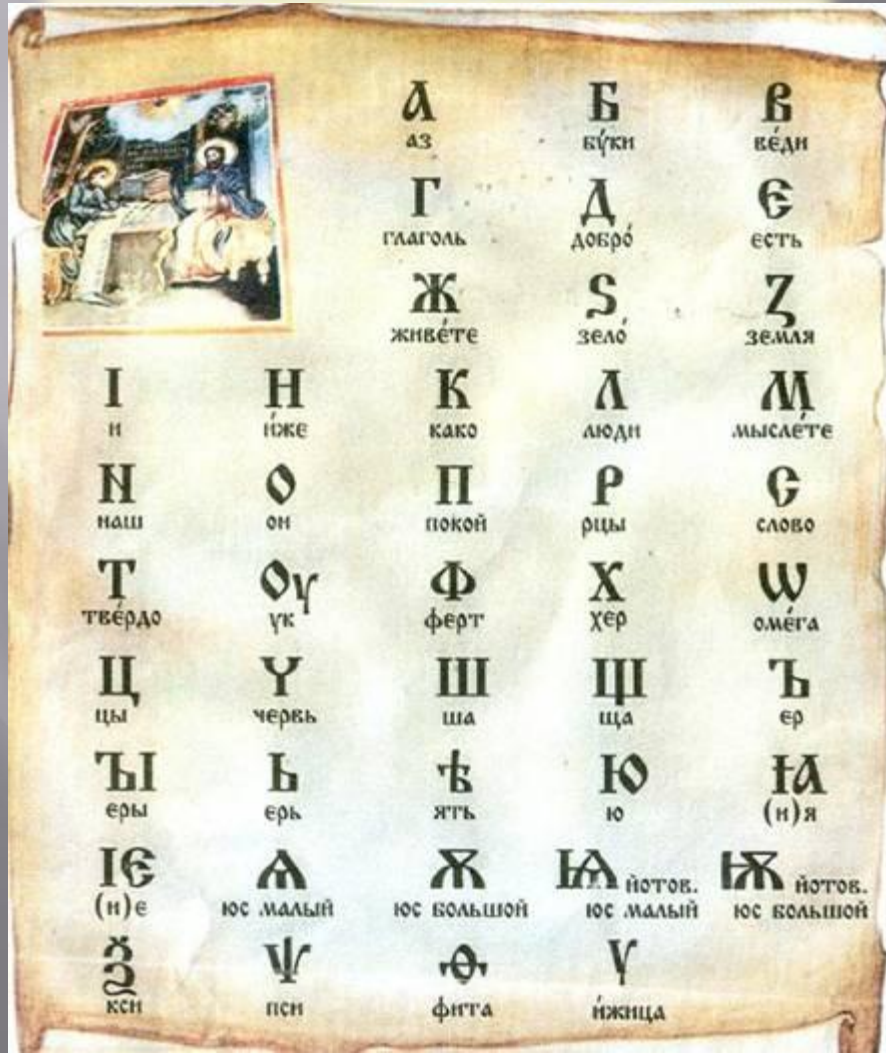 А Б В
аз бу́ки ве́ди
Г Д Є
глаголь добро́ єсть
Ж Ѕ З
живе́те зело́ земля
І Н К Л М
и и́же како люди мысле́те
N О П Р С
наш он покой рцы слово
Т Оу Ф Х Ѡ
тве́рдо ук ферт хер оме́га
Ц Ч Ш Щ Ъ
цы червь ша ща ер
ЪІ Ь Ѣ Ю ІА
еры ерь ять ю (и)я
ІЄ Ѧ Ѫ Ѩ йотов. Ѭ йотов.
(и)є юс малый юс большой юс малый юс большой
Ѯ Ѱ Ѳ Ѵ
кси пси фита и́жица